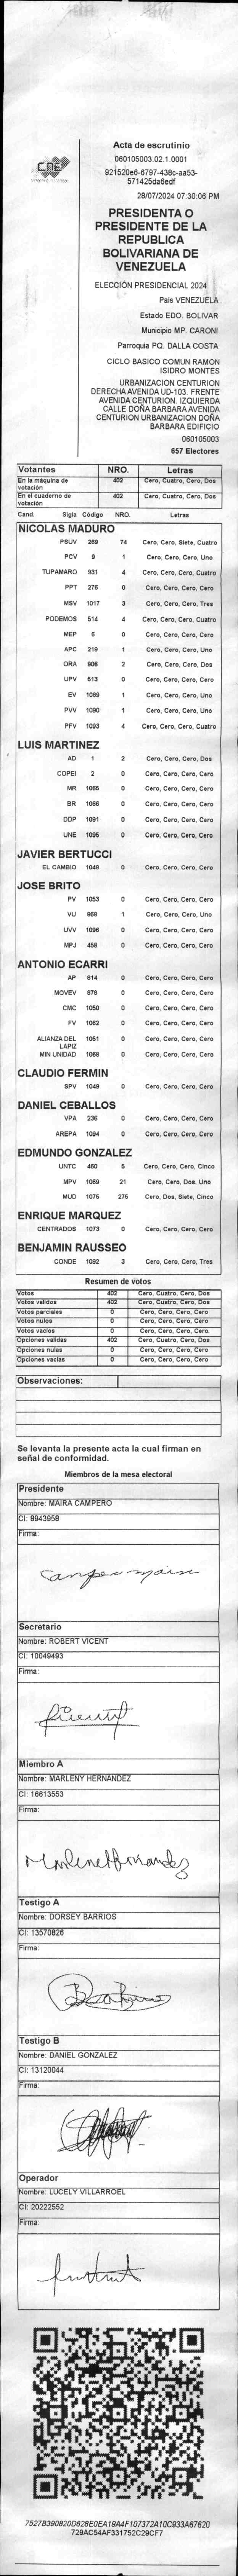 CNE
Acta de escrutinio
060105003.02.1.0001
921520e6-6797-438c-aa53-
571425da6edf
28/07/2024 07:30:06 PM
PRESIDENTA O
PRESIDENTE DE LA
REPUBLICA
BOLIVARIANA DE
VENEZUELA
ELECCIÓN PRESIDENCIAL 2024
País VENEZUELA
Estado EDO. BOLIVAR
Municipio MP. CARONI
Parroquia PQ. DALLA COSTA
CICLO BASICO COMUN RAMON
ISIDRO MONTES
URBANIZACION CENTURION
DERECHA AVENIDA UD-103. FRENTE
AVENIDA CENTURION. IZQUIERDA
CALLE DOÑA BARBARA AVENIDA
CENTURION URBANIZACION DOÑA
BARBARA EDIFICIO
060105003
657 Electores
Votantes NRO. Letras
En la máquina de votación 402 Cero, Cuatro, Cero, Dos
En el cuaderno de votación 402 Cero, Cuatro, Cero, Dos
Cand. Sigla Código NRO. Letras
NICOLAS MADURO
PSUV 269 74 Cero, Cero, Siete, Cuatro
PCV 9 1 Cero, Cero, Cero, Uno
TUPAMARO 931 4 Cero, Cero, Cero, Cuatro
PPT 276 0 Cero, Cero, Cero, Cero
MSV 1017 3 Cero, Cero, Cero, Tres
PODEMOS 514 4 Cero, Cero, Cero, Cuatro
MEP 6 0 Cero, Cero, Cero, Cero
APC 219 1 Cero, Cero, Cero, Uno
ORA 906 2 Cero, Cero, Cero, Dos
UPV 513 0 Cero, Cero, Cero, Cero
EV 1089 1 Cero, Cero, Cero, Uno
PVV 1090 1 Cero, Cero, Cero, Uno
PFV 1093 4 Cero, Cero, Cero, Cuatro
LUIS MARTINEZ
AD 1 2 Cero, Cero, Cero, Dos
COPEI 2 0 Cero, Cero, Cero, Cero
MR 1065 0 Cero, Cero, Cero, Cero
BR 1066 0 Cero, Cero, Cero, Cero
DDP 1091 0 Cero, Cero, Cero, Cero
UNE 1095 0 Cero, Cero, Cero, Cero
JAVIER BERTUCCI
EL CAMBIO 1048 0 Cero, Cero, Cero, Cero
JOSE BRITO
PV 1053 0 Cero, Cero, Cero, Cero
VU 969 1 Cero, Cero, Cero, Uno
UVV 1096 0 Cero, Cero, Cero, Cero
MPJ 458 0 Cero, Cero, Cero, Cero
ANTONIO ECARRI
AP 914 0 Cero, Cero, Cero, Cero
MOVEV 878 0 Cero, Cero, Cero, Cero
CMC 1050 0 Cero, Cero, Cero, Cero
FV 1062 0 Cero, Cero, Cero, Cero
ALIANZA DEL LAPIZ 1051 0 Cero, Cero, Cero, Cero
MIN UNIDAD 1068 0 Cero, Cero, Cero, Cero
CLAUDIO FERMIN
SPV 1049 0 Cero, Cero, Cero, Cero
DANIEL CEBALLOS
VPA 236 0 Cero, Cero, Cero, Cero
AREPA 1094 0 Cero, Cero, Cero, Cero
EDMUNDO GONZALEZ
UNTC 460 5 Cero, Cero, Cero, Cinco
MPV 1069 21 Cero, Cero, Dos, Uno
MUD 1075 275 Cero, Dos, Siete, Cinco
ENRIQUE MARQUEZ
CENTRADOS 1073 0 Cero, Cero, Cero, Cero
BENJAMIN RAUSSEO
CONDE 1092 3 Cero, Cero, Cero, Tres
Resumen de votos
Votos 402 Cero, Cuatro, Cero, Dos
Votos validos 402 Cero, Cuatro, Cero, Dos
Votos parciales 0 Cero, Cero, Cero, Cero
Votos nulos 0 Cero, Cero, Cero, Cero
Votos vacios 0 Cero, Cero, Cero, Cero
Opciones validas 402 Cero, Cuatro, Cero, Dos
Opciones nulas 0 Cero, Cero, Cero, Cero
Opciones vacias 0 Cero, Cero, Cero, Cero
Observaciones:
Se levanta la presente acta la cual firman en
señal de conformidad.
Miembros de la mesa electoral
Presidente
Nombre: MAIRA CAMPERO
CI: 8943958
Firma:
Campero Maira
Secretario
Nombre: ROBERT VICENT
CI: 10049493
Firma:
Miembro A
Nombre: MARLENY HERNANDEZ
CI: 16613553
Firma:
Testigo A
Nombre: DORSEY BARRIOS
CI: 13570826
Firma:
Testigo B
Nombre: DANIEL GONZALEZ
CI: 13120044
Firma:
Operador
Nombre: LUCELY VILLARROEL
CI: 20222552
Firma:
7527B390820D628E0EA19A4F107372A10C933A67620
729AC54AF331752C29CF7